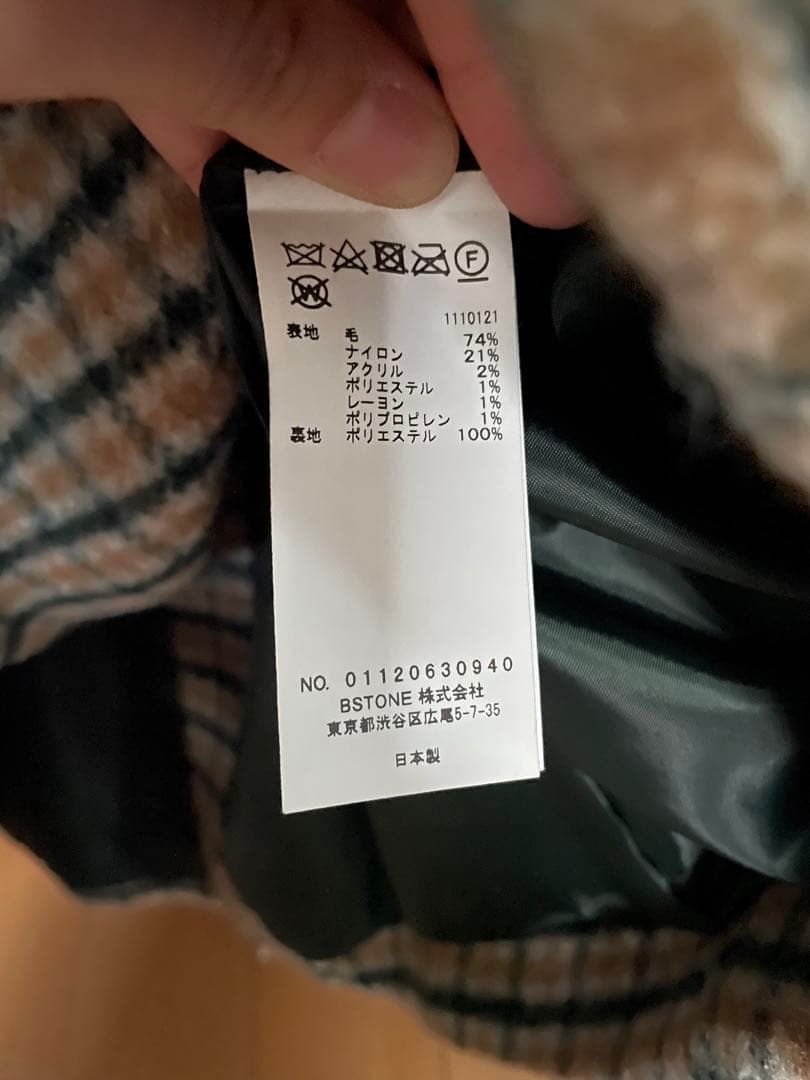 F
W
1110121
表地 毛 74%
ナイロン 21%
アクリル 2%
ポリエステル 1%
レーヨン 1%
ポリプロピレン 1%
裏地 ポリエステル 100%
NO. 01120630940
BSTONE 株式会社
東京都渋谷区広尾5-7-35
日本製